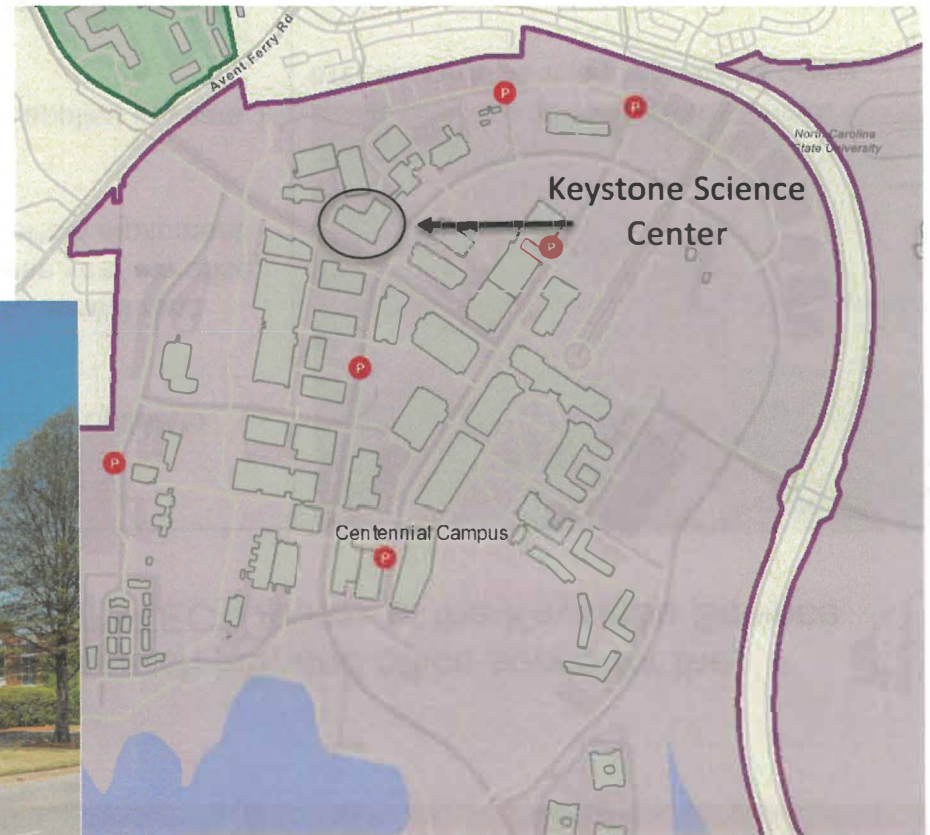 Avent Ferry Rd
P
P
North Carolina
State University
Keystone Science
Center
P
P
P
Centennial Campus
P